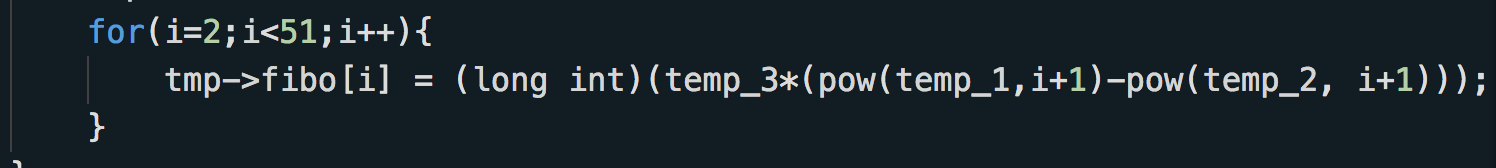 for(i=2;i<51;i++){
tmp->fibo[i] = (long int)(temp_3*(pow(temp_1,i+1)-pow(temp_2, i+1)));
}
}